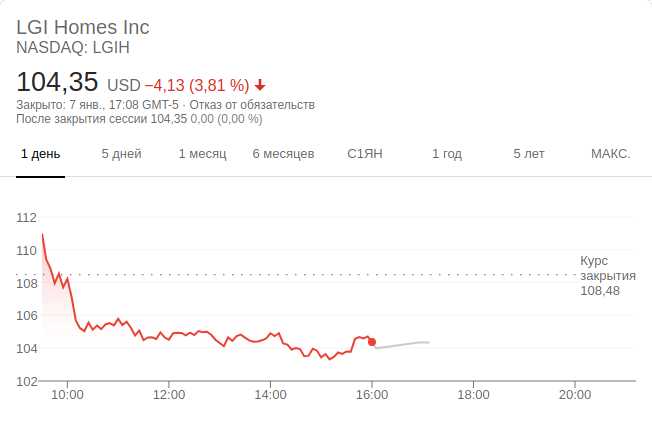 LGI Homes Inc
NASDAQ: LGIH
104,35 USD −4,13 (3,81 %)
Закрыто: 7 янв., 17:08 GMT-5 · Отказ от обязательств
После закрытия сессии 104,35 0,00 (0,00 %)
1 день 5 дней 1 месяц 6 месяцев С1ЯН 1 год 5 лет МАКС.
112
110
Курс
закрытия
108,48
108
106
104
102
10:00 12:00 14:00 16:00 18:00 20:00